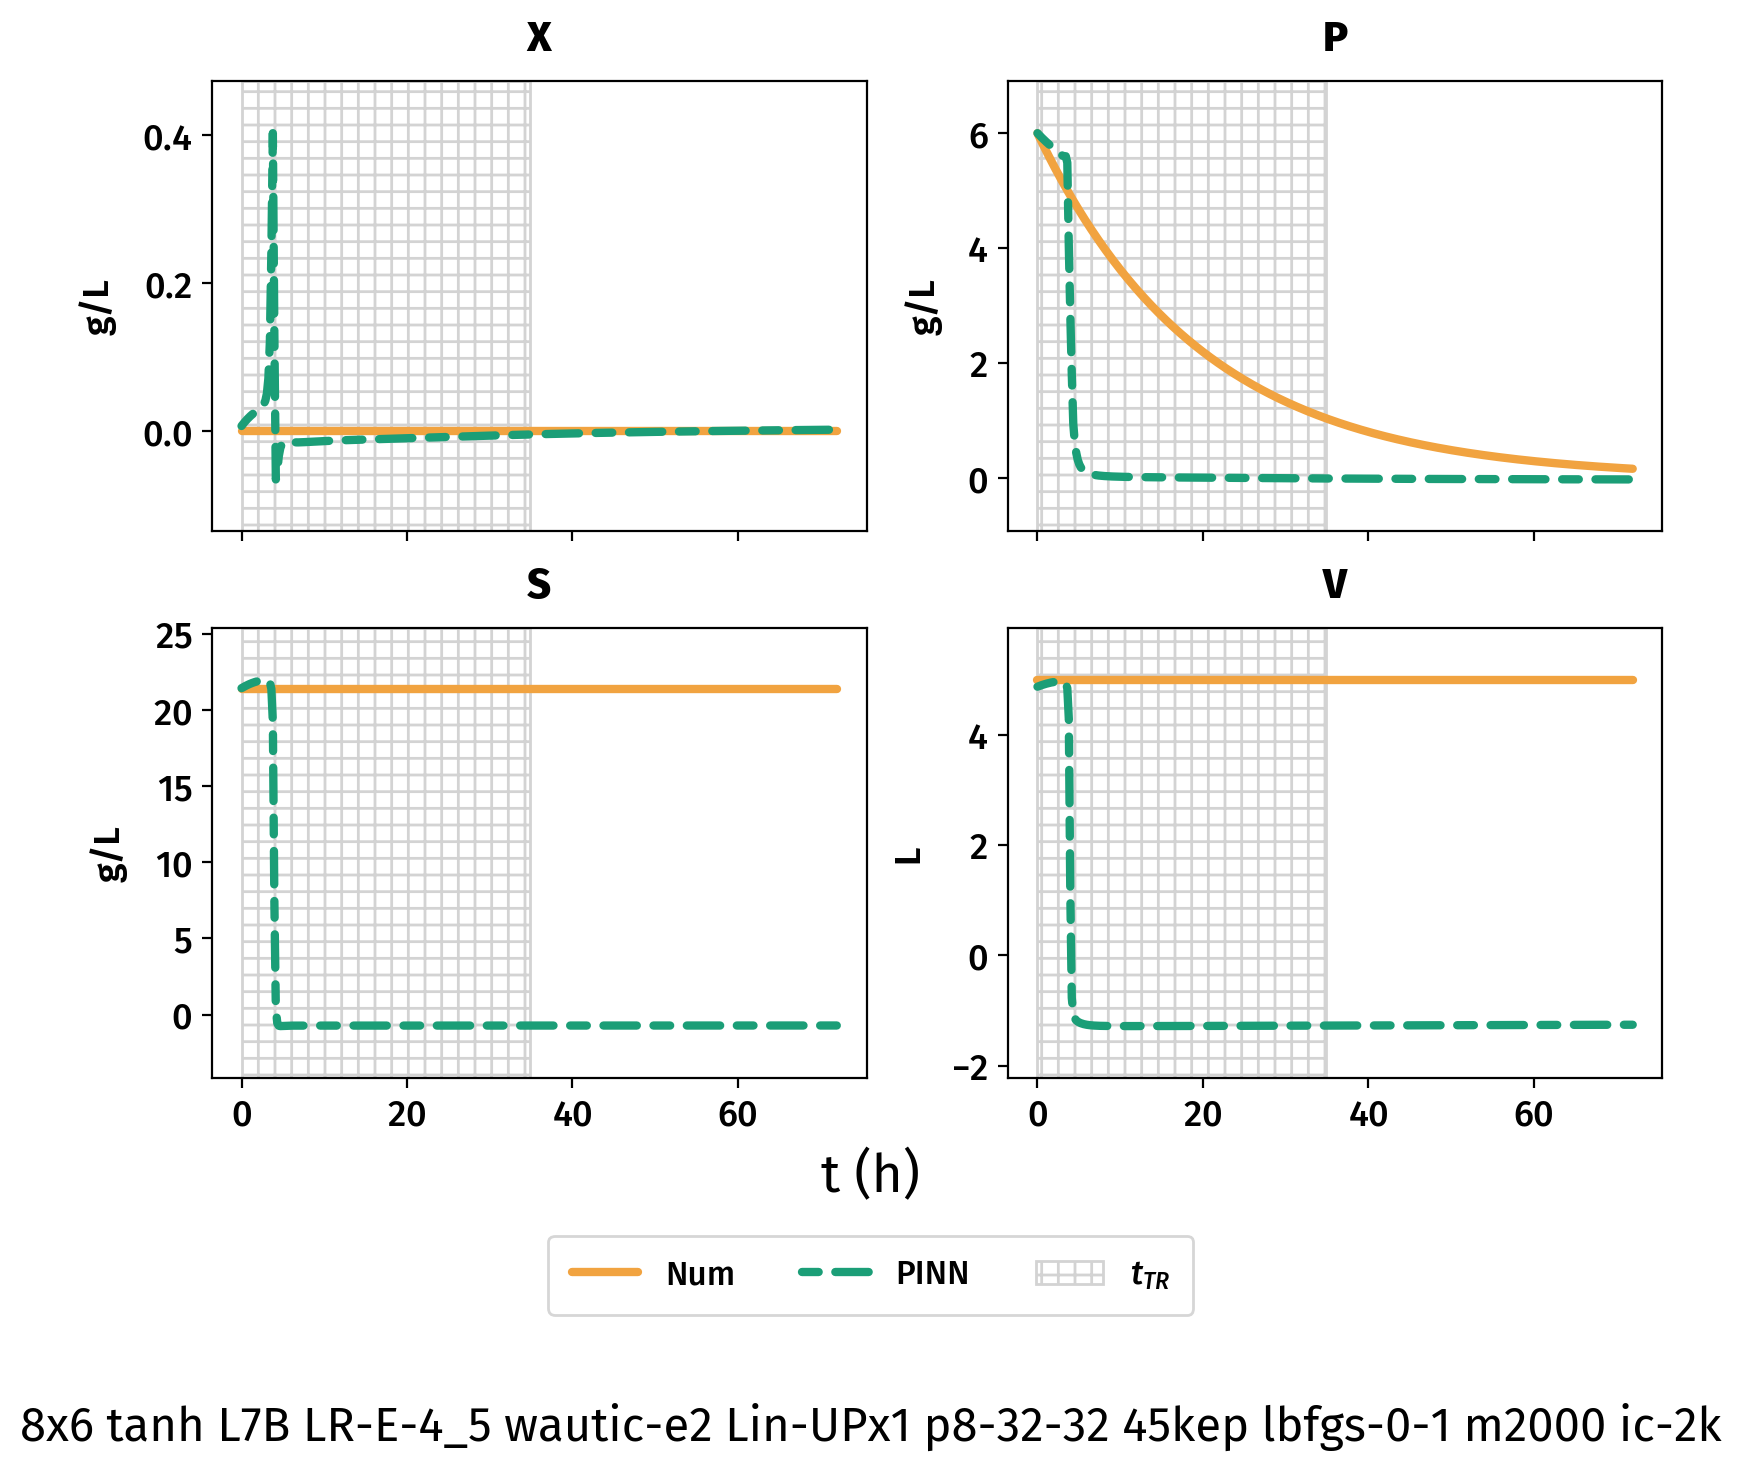 X
P
0.4
0.2
0.0
g/L
6
4
2
0
g/L
S
V
25
20
15
10
5
0
g/L
4
2
0
−2
L
0 20 40 60
0 20 40 60
t (h)
Num PINN tTR
8x6 tanh L7B LR-E-4_5 wautic-e2 Lin-UPx1 p8-32-32 45kep lbfgs-0-1 m2000 ic-2k